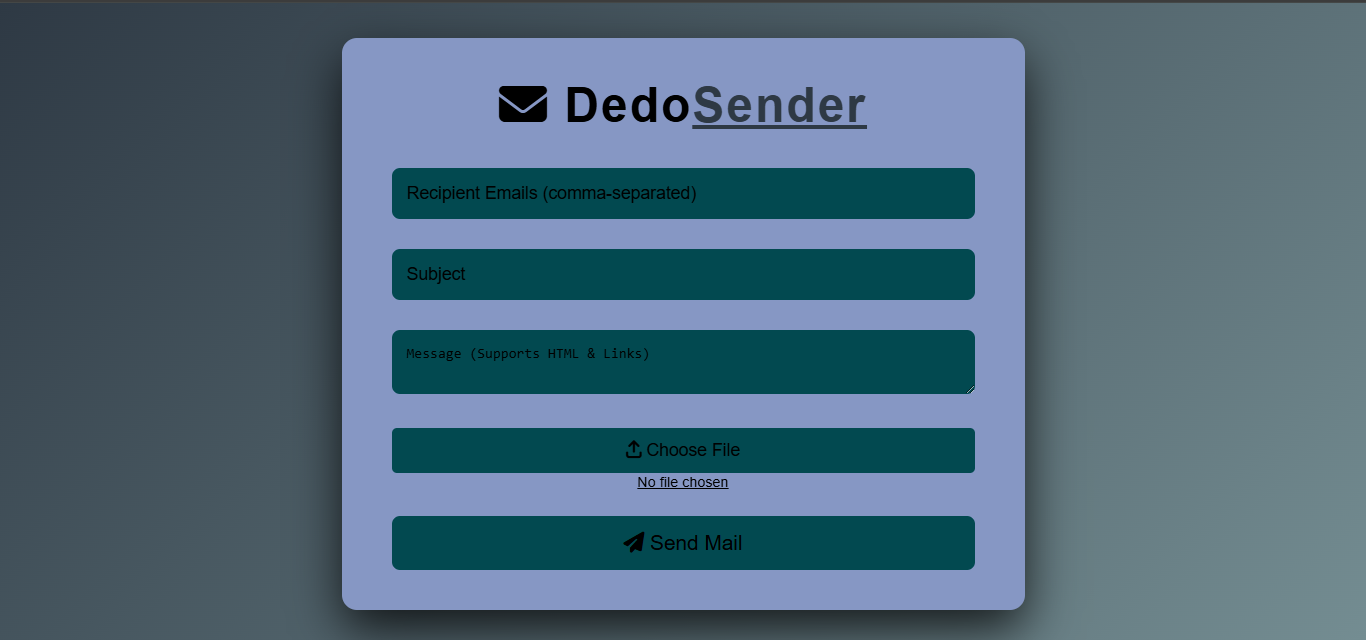 DedoSender
Recipient Emails (comma-separated)
Subject
Message (Supports HTML & Links)
Choose File
No file chosen
Send Mail